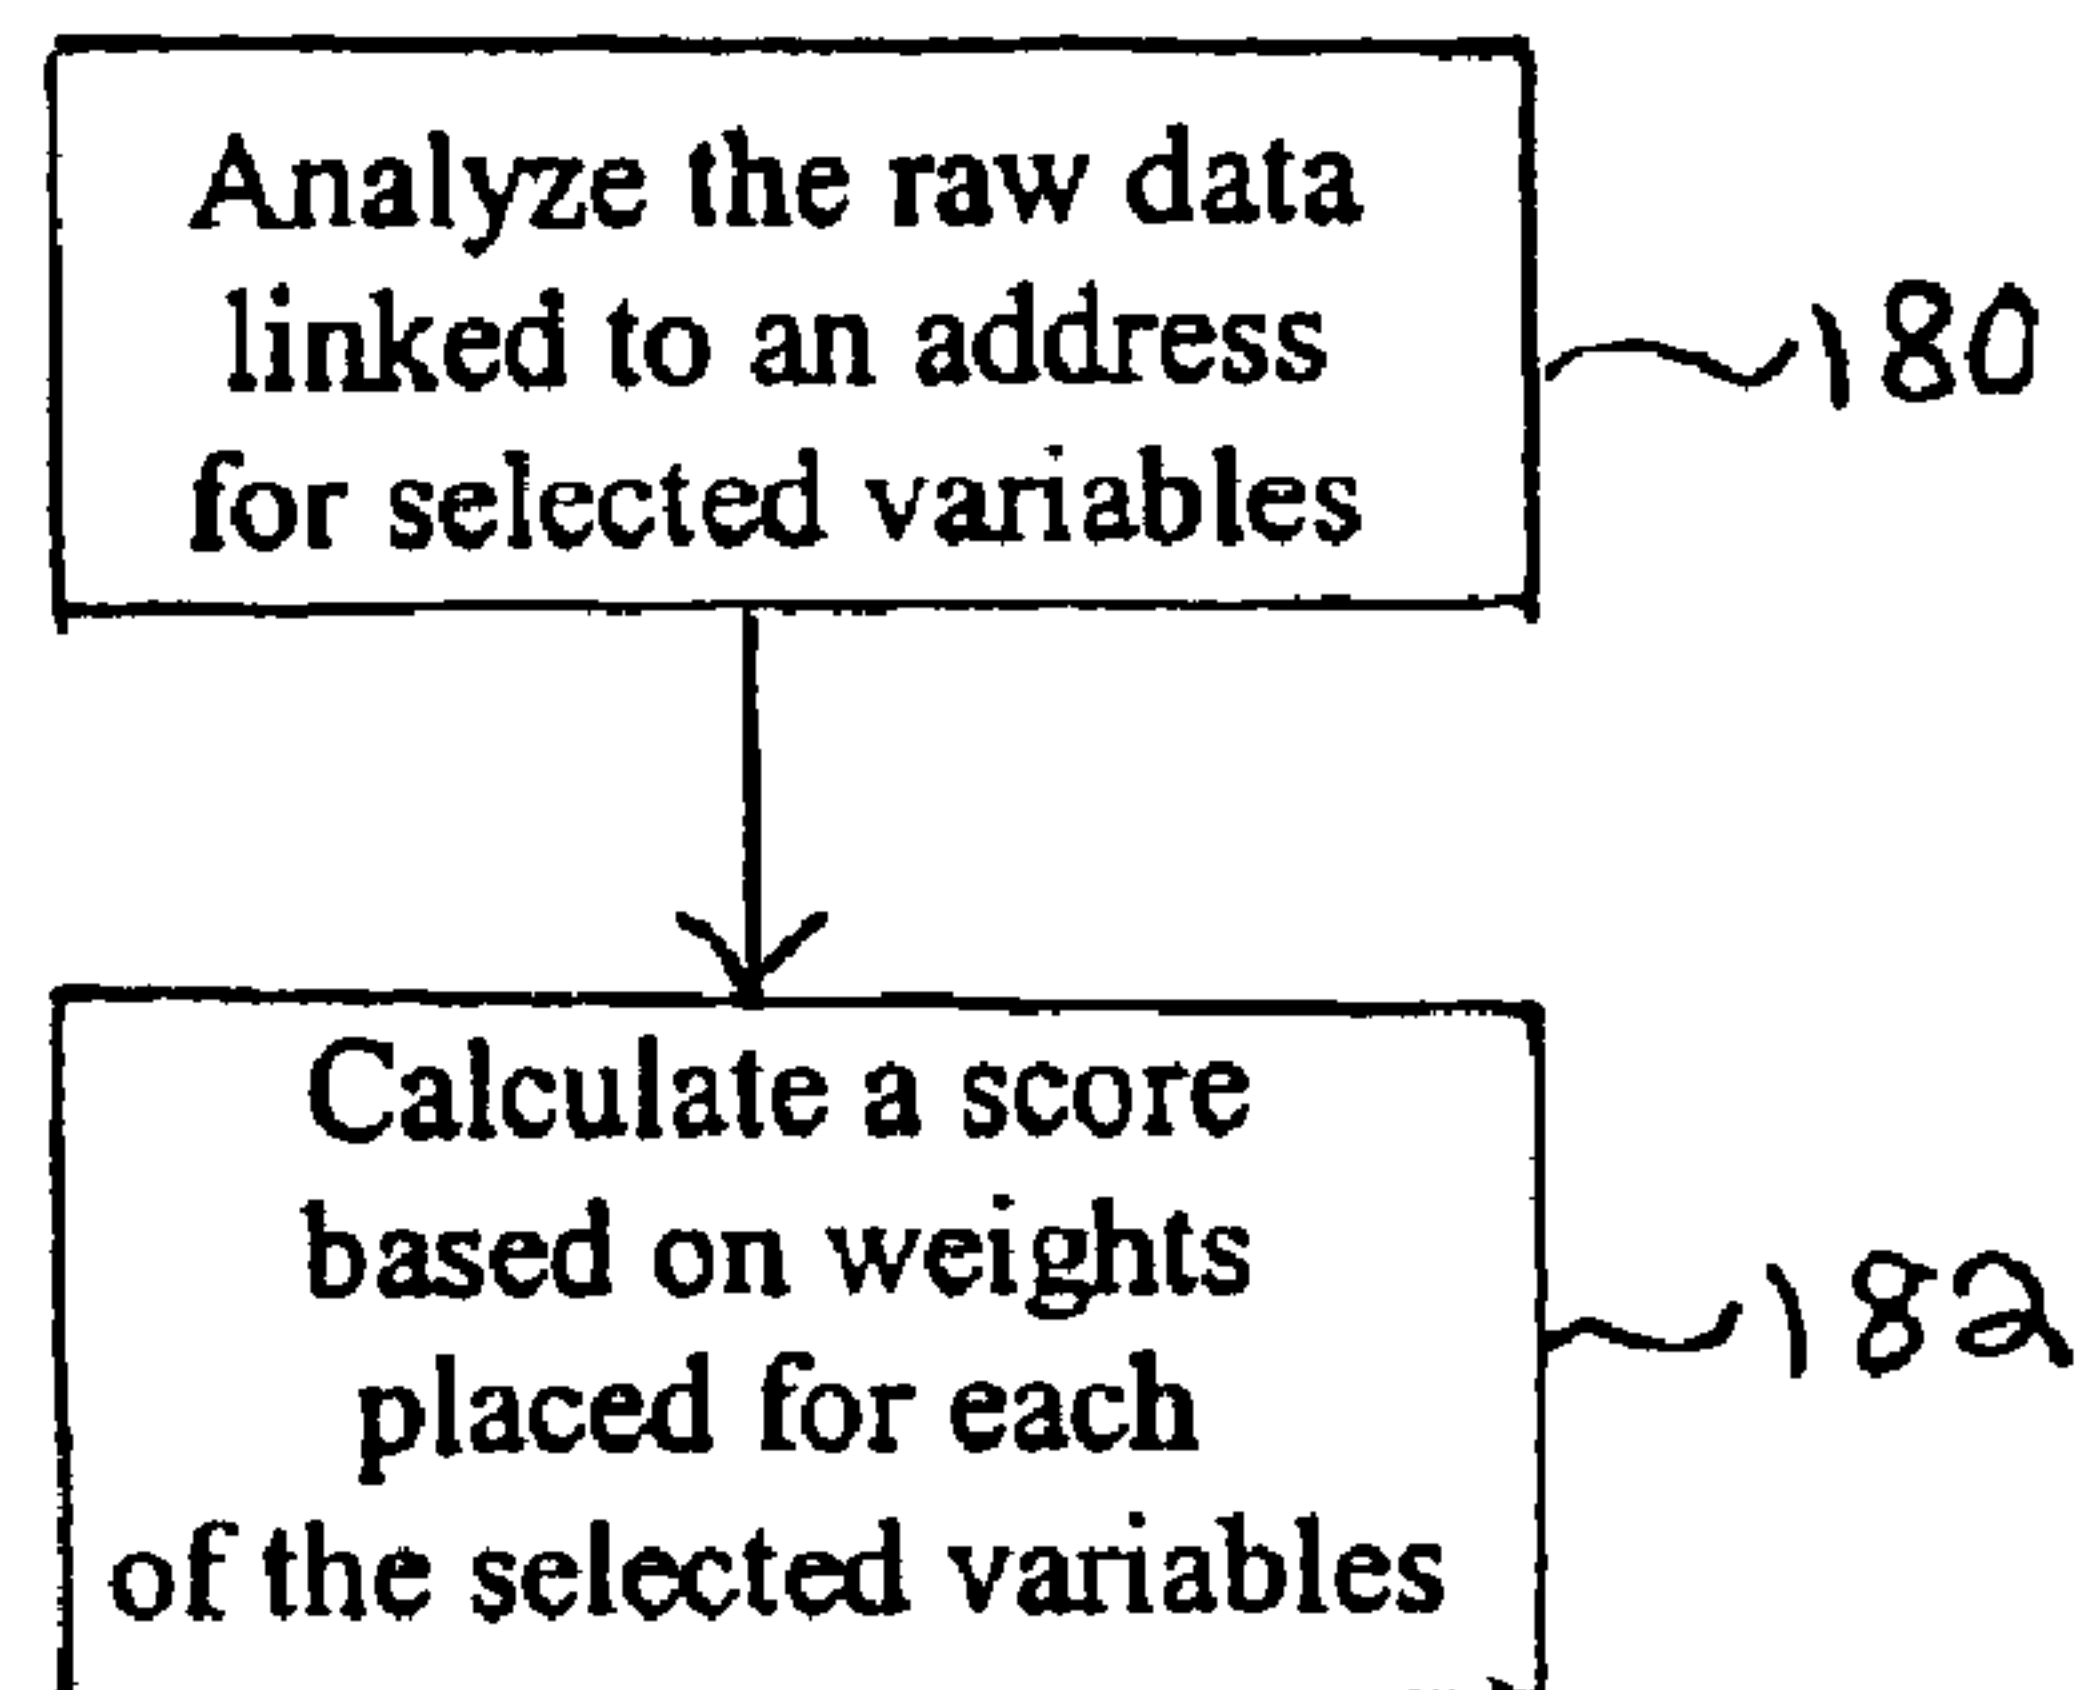 Analyze the raw data
linked to an address
for selected variables
180
Calculate a score
based on weights
placed for each
of the selected variables
182